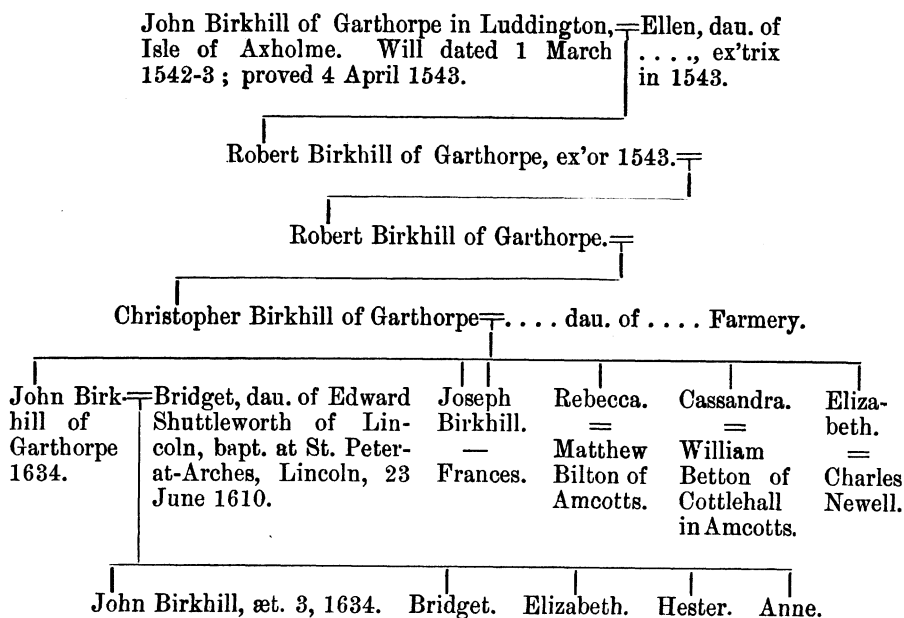 John Birkhill of Garthorpe in Luddington,
Isle of Axholme. Will dated 1 March
1542-3 ; proved 4 April 1543.
Ellen, dau. of
. . . ., ex'trix
in 1543.
Robert Birkhill of Garthorpe, ex'or 1543.
Robert Birkhill of Garthorpe.
Christopher Birkhill of Garthorpe=. . . . dau. of . . . . Farmery.
John Birk-
hill of
Garthorpe
1634.
Bridget, dau. of Edward
Shuttleworth of Lin-
coln, bapt. at St. Peter-
at-Arches, Lincoln, 23
June 1610.
Joseph
Birkhill.
—
Frances.
Rebecca.
=
Matthew
Bilton of
Amcotts.
Cassandra.
=
William
Betton of
Cottlehall
in Amcotts.
Eliza-
beth.
=
Charles
Newell.
John Birkhill, æt. 3, 1634. Bridget. Elizabeth. Hester. Anne.